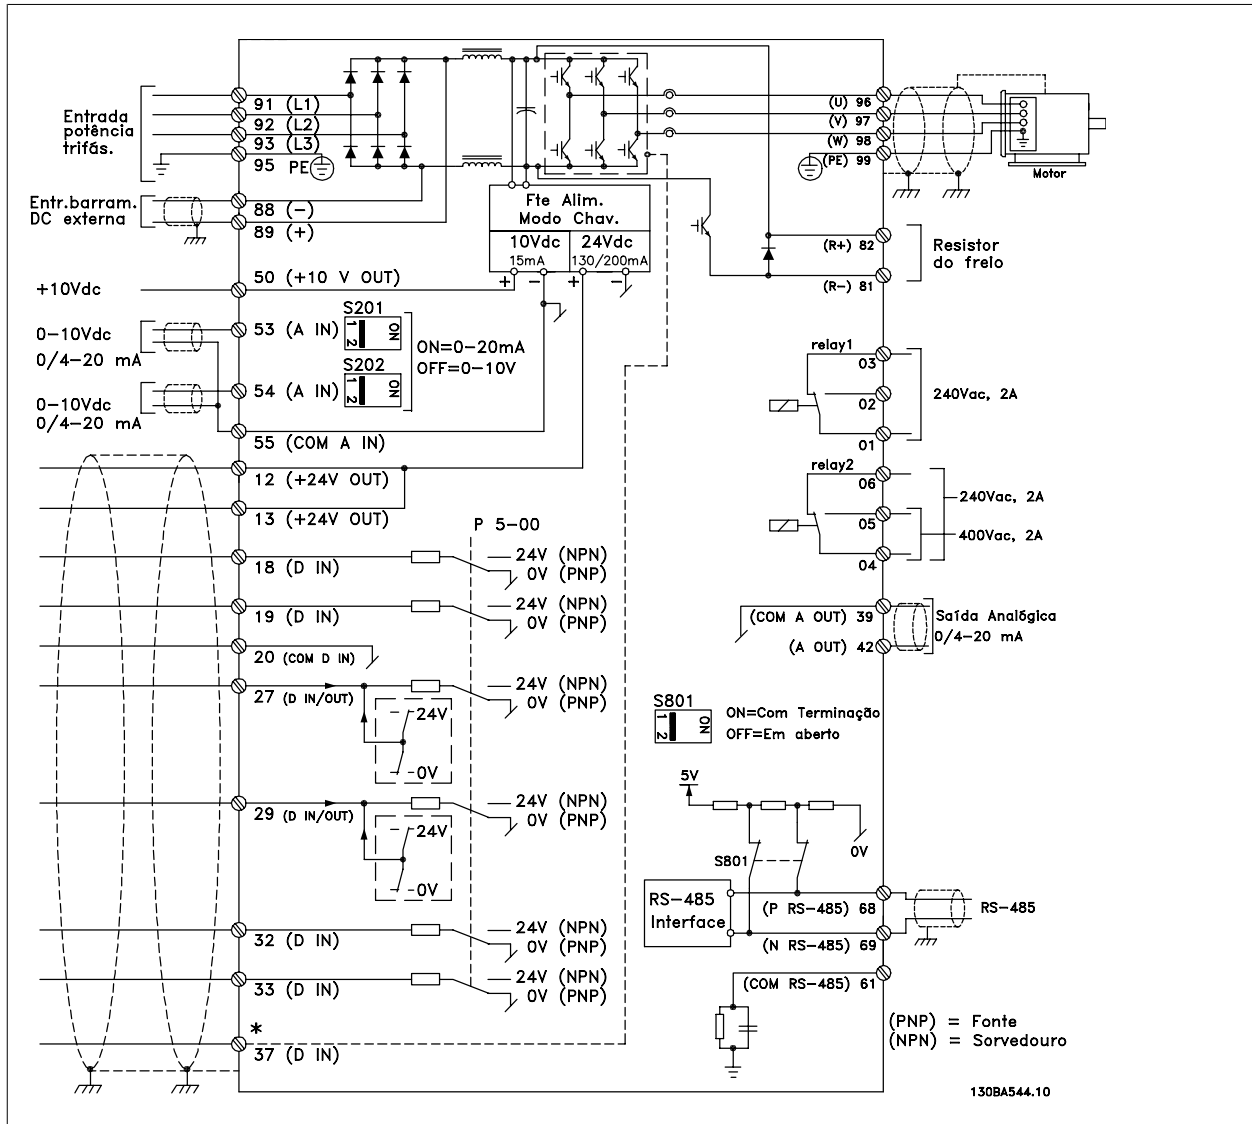 Entrada
potência
trifás.
91 (L1)
92 (L2)
93 (L3)
95 PE
Entr.barram.
DC externa
88 (-)
89 (+)
+10Vdc
50 (+10 V OUT)
0-10Vdc
0/4-20 mA
53 (A IN)
S201
1 2
ON
ON=0-20mA
OFF=0-10V
0-10Vdc
0/4-20 mA
54 (A IN)
S202
1 2
ON
55 (COM A IN)
12 (+24V OUT)
13 (+24V OUT)
P 5-00
18 (D IN)
24V (NPN)
0V (PNP)
19 (D IN)
24V (NPN)
0V (PNP)
20 (COM D IN)
27 (D IN/OUT)
24V (NPN)
0V (PNP)
24V
0V
29 (D IN/OUT)
24V (NPN)
0V (PNP)
24V
0V
32 (D IN)
24V (NPN)
0V (PNP)
33 (D IN)
24V (NPN)
0V (PNP)
*
37 (D IN)
Fte Alim.
Modo Chav.
10Vdc
15mA
24Vdc
130/200mA
+ - + -
(U) 96
(V) 97
(W) 98
(PE) 99
Motor
(R+) 82
Resistor
do freio
(R-) 81
relay1
03
02
01
240Vac, 2A
relay2
06
05
04
240Vac, 2A
400Vac, 2A
(COM A OUT) 39
(A OUT) 42
Saída Analógica
0/4-20 mA
S801
1 2
ON
ON=Com Terminação
OFF=Em aberto
5V
0V
S801
RS-485
Interface
(P RS-485) 68
(N RS-485) 69
RS-485
(COM RS-485) 61
(PNP) = Fonte
(NPN) = Sorvedouro
130BA544.10